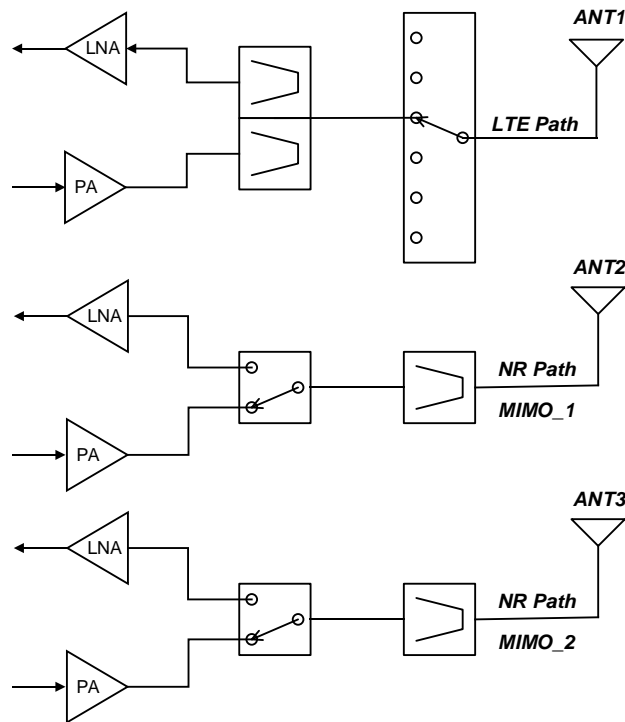 ANT1
LNA
LTE Path
PA
ANT2
LNA
NR Path
MIMO_1
PA
ANT3
LNA
NR Path
MIMO_2
PA